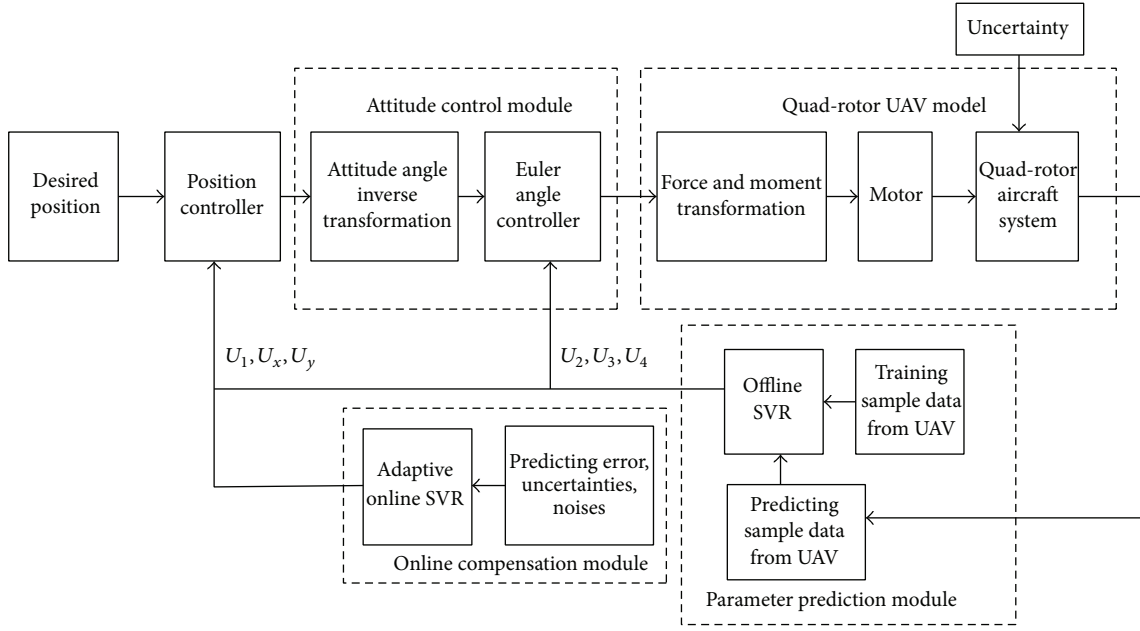 Uncertainty
Attitude control module
Quad-rotor UAV model
Desired
position
Position
controller
Attitude angle
inverse
transformation
Euler
angle
controller
Force and moment
transformation
Motor
Quad-rotor
aircraft
system
U1, Ux, Uy
U2, U3, U4
Offline
SVR
Training
sample data
from UAV
Adaptive
online SVR
Predicting error,
uncertainties,
noises
Predicting
sample data
from UAV
Online compensation module
Parameter prediction module